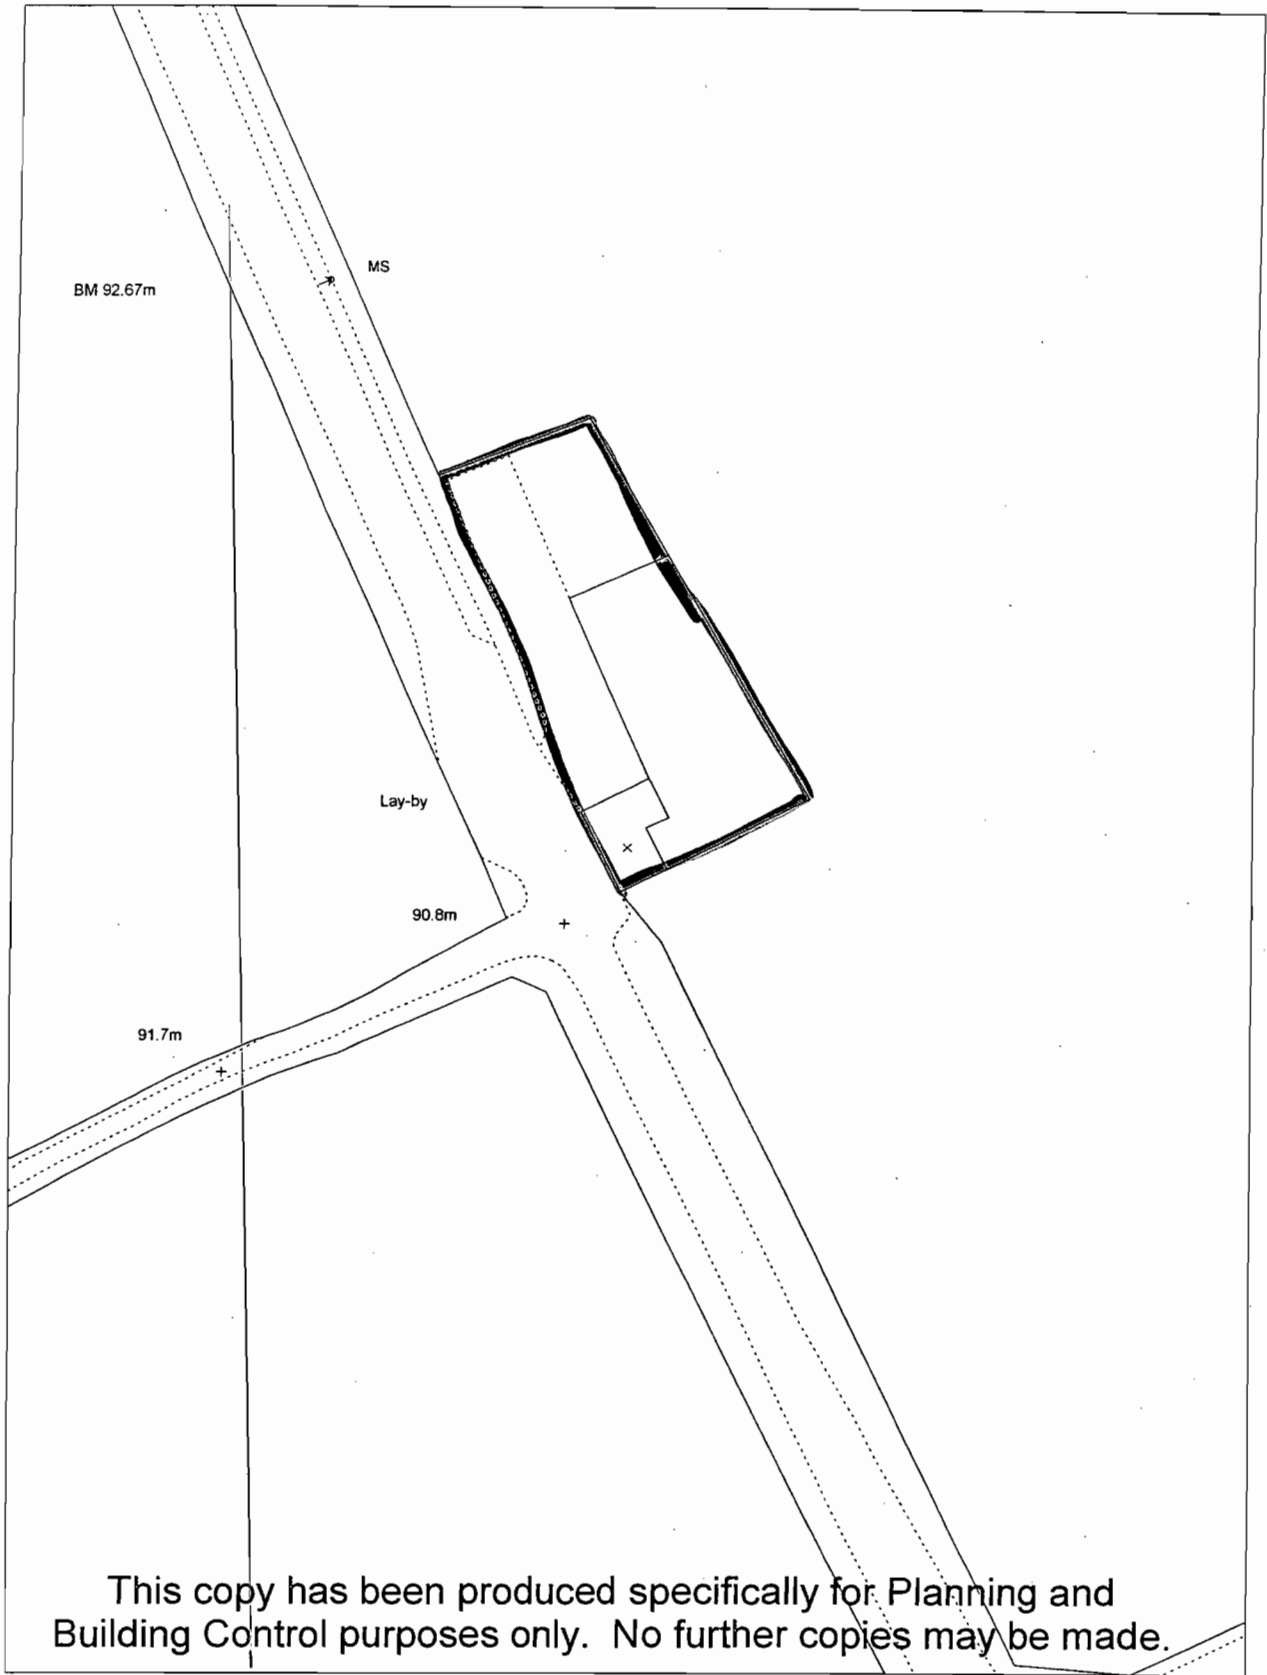 MS
BM 92.67m
Lay-by
90.8m
91.7m
This copy has been produced specifically for Planning and
Building Control purposes only.  No further copies may be made.